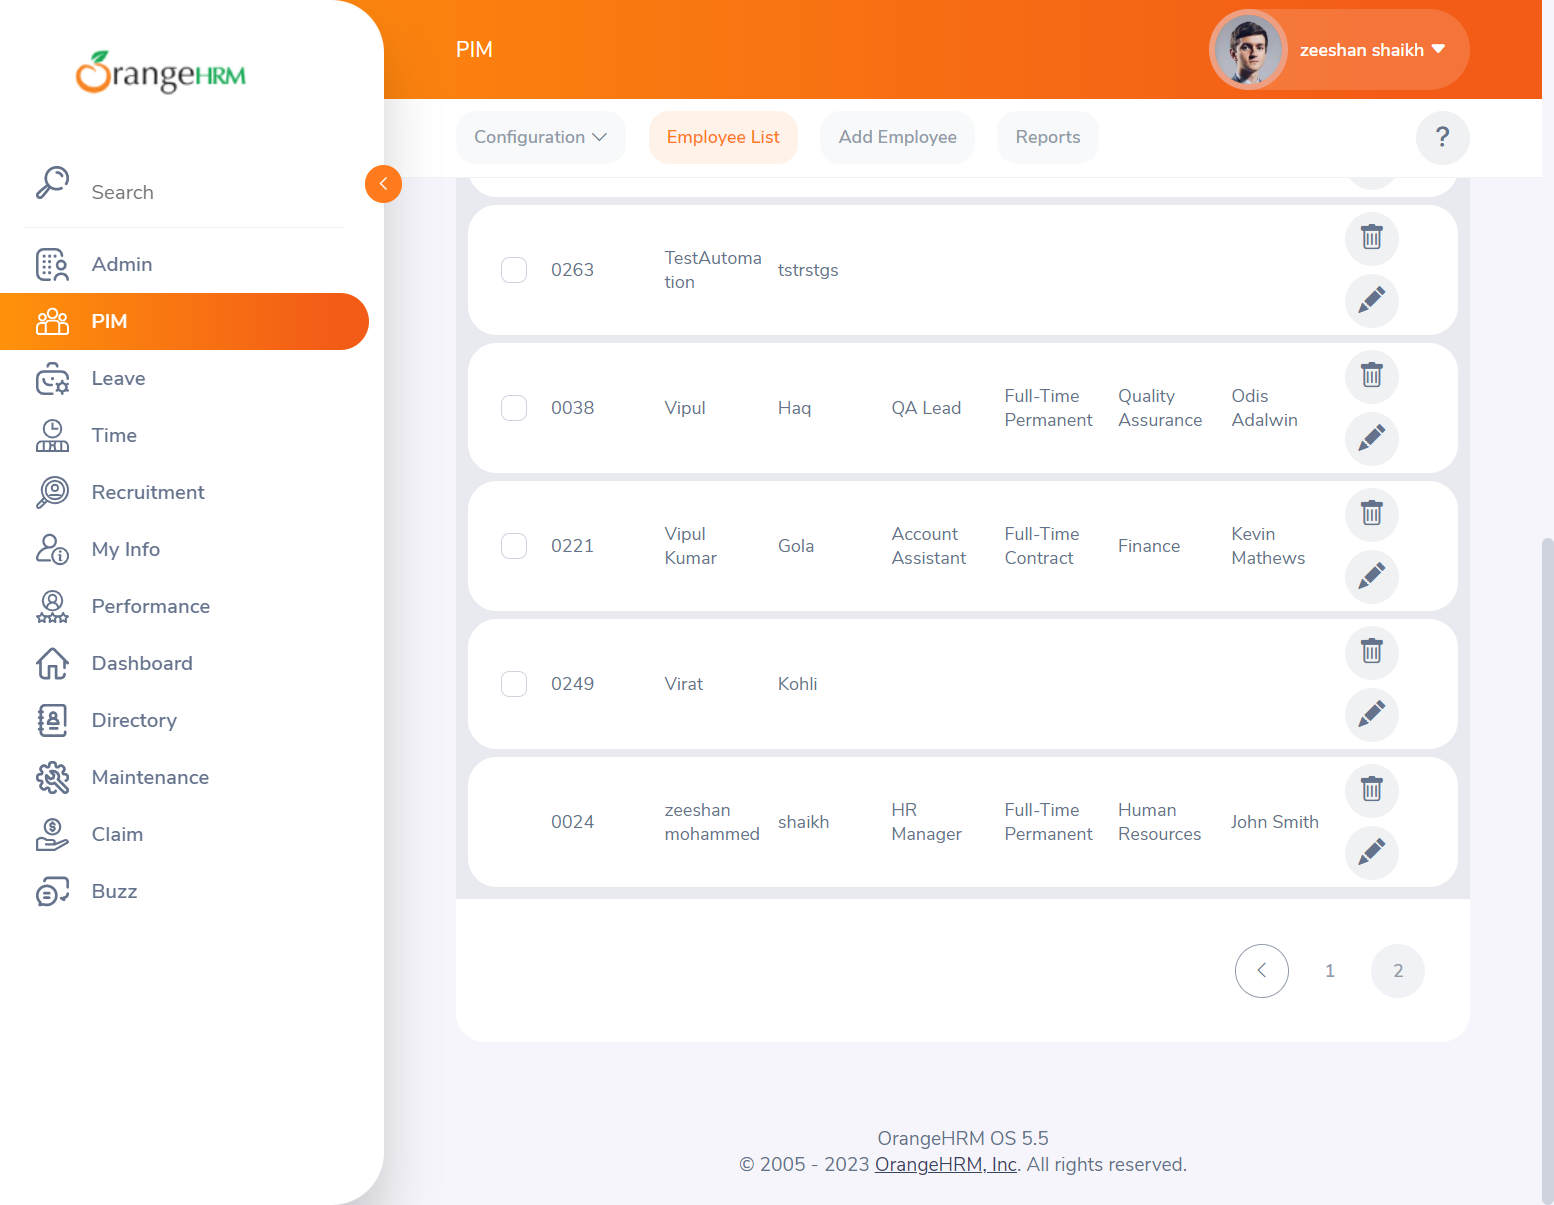 OrangeHRM
PIM
zeeshan shaikh
Configuration
Employee List
Add Employee
Reports
?
Search
Admin
PIM
Leave
Time
Recruitment
My Info
Performance
Dashboard
Directory
Maintenance
Claim
Buzz
0263
TestAutoma
tion
tstrstgs
0038
Vipul
Haq
QA Lead
Full-Time
Permanent
Quality
Assurance
Odis
Adalwin
0221
Vipul
Kumar
Gola
Account
Assistant
Full-Time
Contract
Finance
Kevin
Mathews
0249
Virat
Kohli
0024
zeeshan
mohammed
shaikh
HR
Manager
Full-Time
Permanent
Human
Resources
John Smith
1
2
OrangeHRM OS 5.5
© 2005 - 2023 OrangeHRM, Inc. All rights reserved.